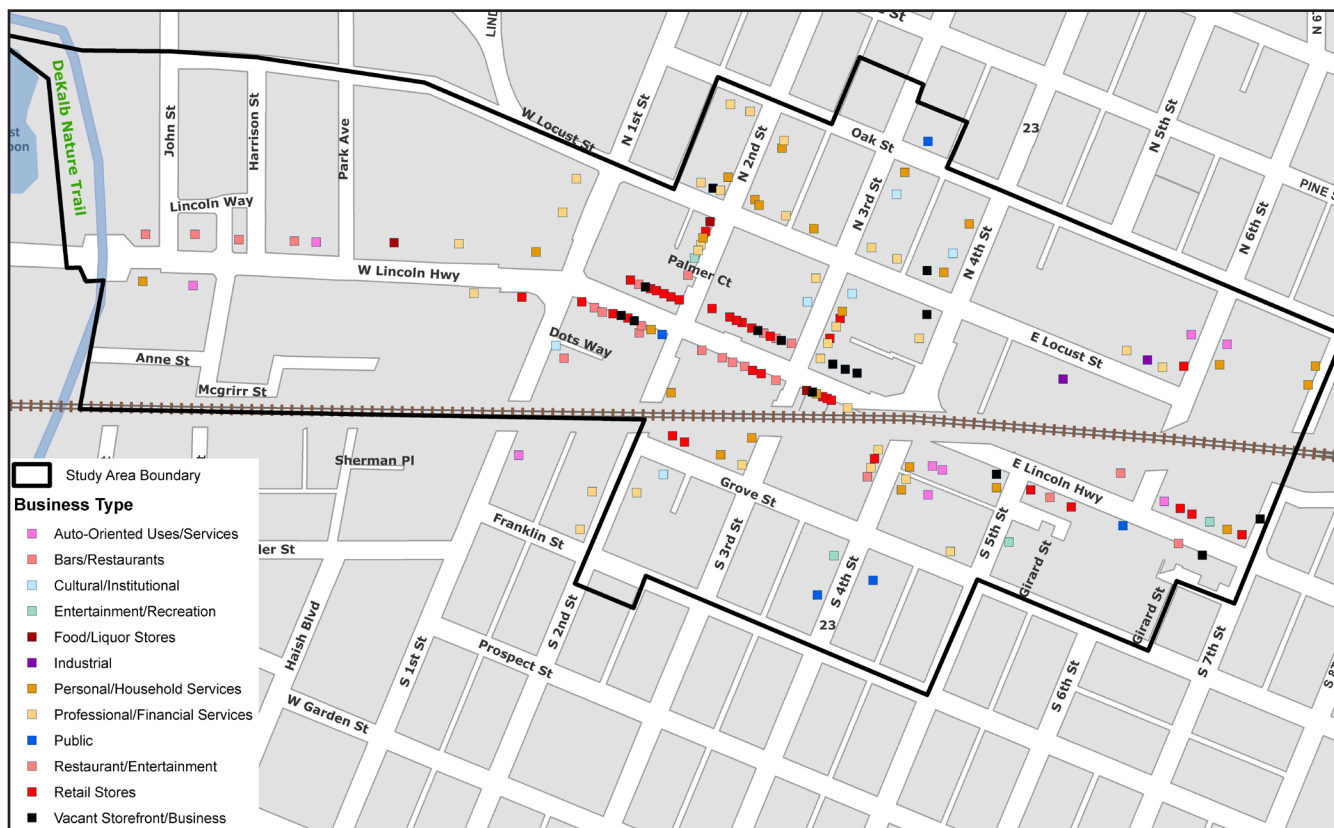 LIND
N 6T
N 1st St
W Locust St
John St
Harrison St
Park Ave
DeKalb Nature Trail
N 2nd St
Oak St
23
N 5th St
PINE S
N 3rd St
Lincoln Way
N 6th St
N 4th St
W Lincoln Hwy
Palmer Ct
Dots Way
E Locust St
Anne St
Mcgrirr St
Sherman Pl
E Lincoln Hwy
Grove St
Franklin St
S 3rd St
S 5th St
Girard St
S 4th St
Girard St
23
S 2nd St
Haish Blvd
S 1st St
Prospect St
S 7th St
S 6th St
W Garden St
Study Area Boundary
Business Type
Auto-Oriented Uses/Services
Bars/Restaurants
Cultural/Institutional
Entertainment/Recreation
Food/Liquor Stores
Industrial
Personal/Household Services
Professional/Financial Services
Public
Restaurant/Entertainment
Retail Stores
Vacant Storefront/Business
ler St